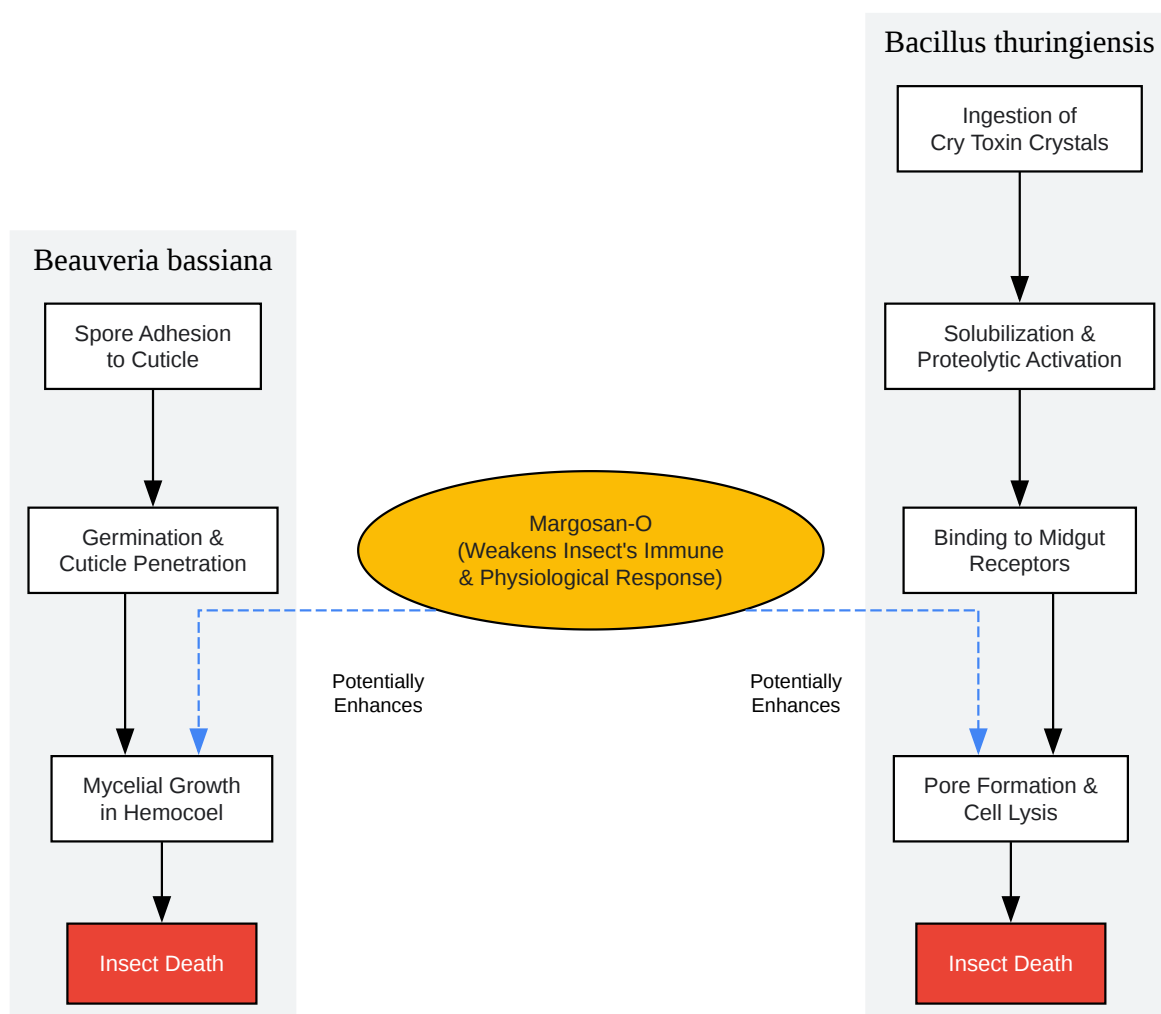 Beauveria bassiana
Spore Adhesion
to Cuticle
Germination &
Cuticle Penetration
Mycelial Growth
in Hemocoel
Insect Death
Margosan-O
(Weakens Insect's Immune
& Physiological Response)
Potentially
Enhances
Potentially
Enhances
Bacillus thuringiensis
Ingestion of
Cry Toxin Crystals
Solubilization &
Proteolytic Activation
Binding to Midgut
Receptors
Pore Formation &
Cell Lysis
Insect Death